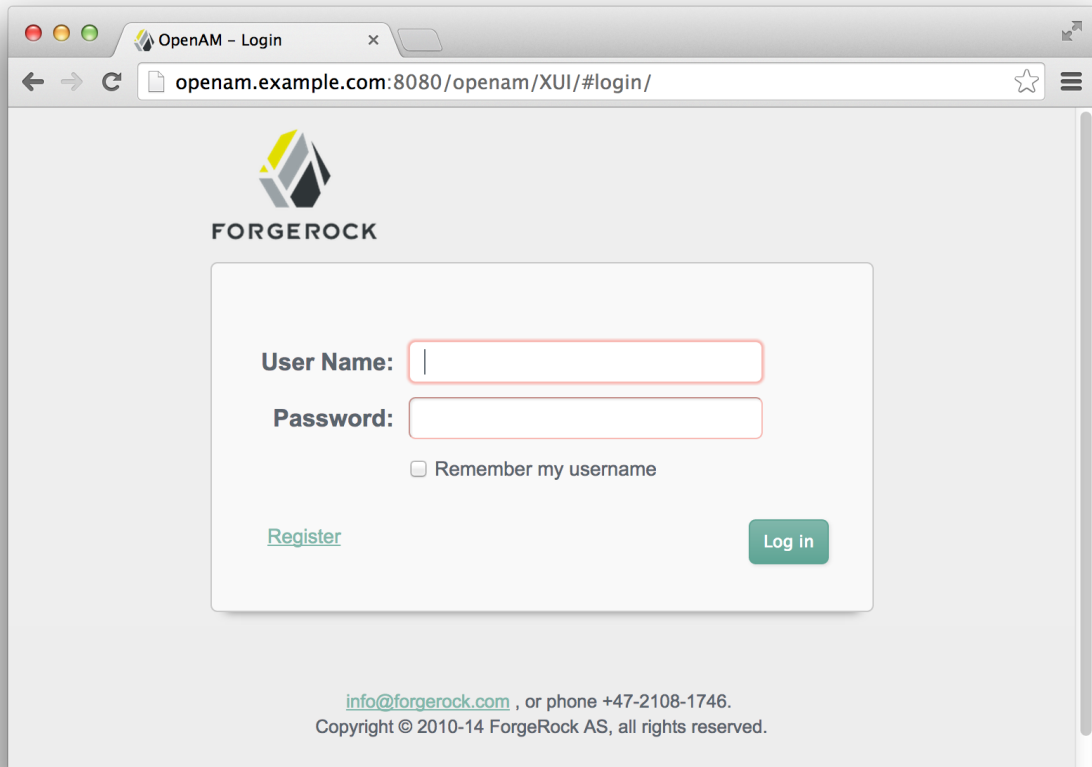 OpenAM – Login
openam.example.com:8080/openam/XUI/#login/
FORGEROCK
User Name:
Password:
Remember my username
Register
Log in
info@forgerock.com , or phone +47-2108-1746.
Copyright © 2010-14 ForgeRock AS, all rights reserved.